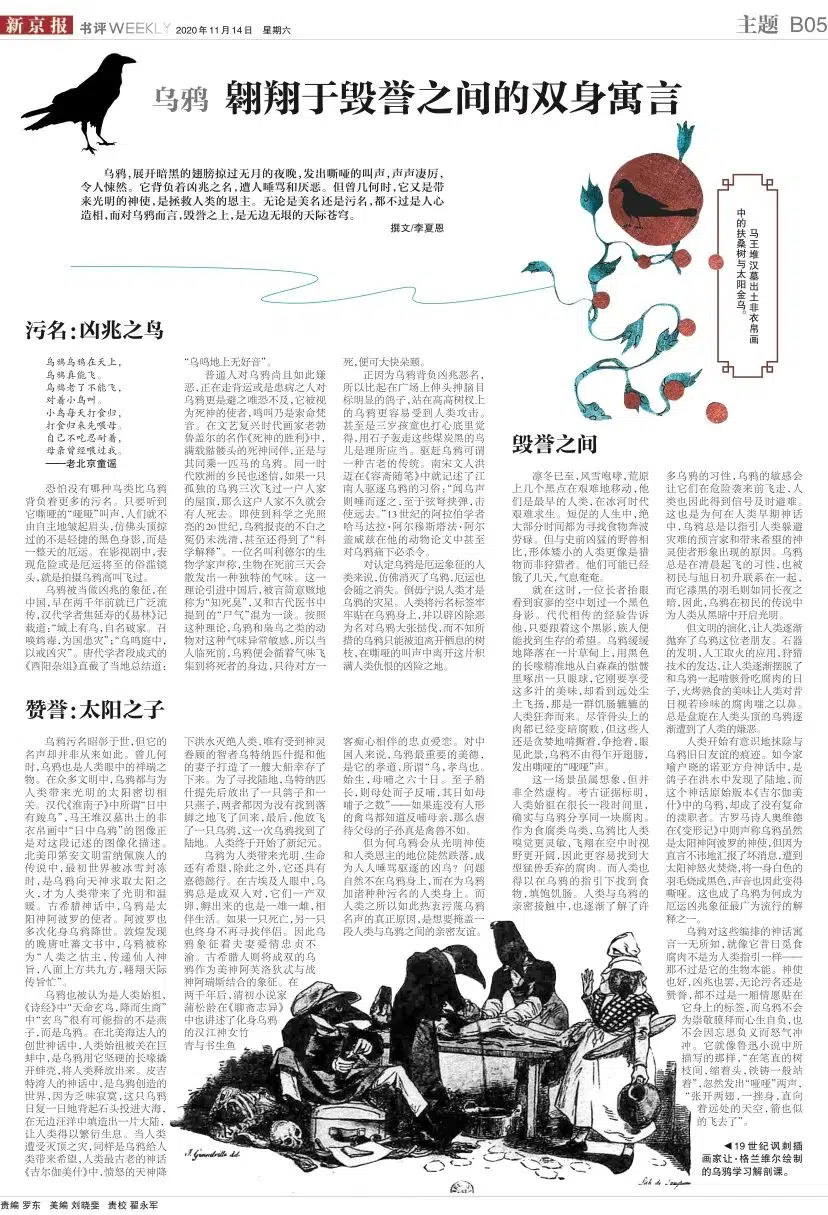 新京报 书评WEEKLY 2020年11月14日 星期六
主题 B05
乌鸦 翱翔于毁誉之间的双身寓言
乌鸦,展开暗黑的翅膀掠过无月的夜晚,发出嘶哑的叫声,声声凄厉,
令人悚然。它背负着凶兆之名,遭人唾骂和厌恶。但曾几何时,它又是带
来光明的神使,是拯救人类的恩主。无论是美名还是污名,都不过是人心
造相,而对乌鸦而言,毁誉之上,是无边无垠的天际苍穹。
撰文/李夏恩
马王堆汉墓出土非衣帛画
中的扶桑树与太阳金乌。
污名:凶兆之鸟
乌鸦乌鸦在天上,
乌鸦真能飞。
乌鸦老了不能飞,
对着小鸟叫。
小鸟每天打食归,
打食归来先喂母。
自己不吃忍耐着,
母亲曾经喂过我。
——老北京童谣
恐怕没有哪种鸟类比乌鸦
背负着更多的污名。只要听到
它嘶哑的“哑哑”叫声,人们就不
由自主地皱起眉头,仿佛头顶掠
过的不是轻捷的黑色身影,而是
一整天的厄运。在影视剧中,表
现危险或是厄运将至的俗滥镜
头,就是拍摄乌鸦高叫飞过。
乌鸦被当做凶兆的象征,在
中国,早在两千年前就已广泛流
传,汉代学者焦延寿的《易林》记
载道:“城上有乌,自名破家。召
唤鸩毒,为国患灾”;“乌鸣庭中,
以戒凶灾”。唐代学者段成式的
《酉阳杂俎》直截了当地总结道:
“乌鸣地上无好音”。
普通人对乌鸦尚且如此嫌
恶,正在走背运或是患病之人对
乌鸦更是避之唯恐不及,它被视
为死神的使者,鸣叫乃是索命梵
音。在文艺复兴时代画家老勃
鲁盖尔的名作《死神的胜利》中,
满载骷髅头的死神同伴,正是与
其同乘一匹马的乌鸦。同一时
代欧洲的乡民也迷信,如果一只
孤独的乌鸦三次飞过一户人家
的屋顶,那么这户人家不久就会
有人死去。即使到科学之光照
亮的20世纪,乌鸦报丧的不白之
冤仍未洗清,甚至还得到了“科
学解释”。一位名叫利德尔的生
物学家声称,生物在死前三天会
散发出一种独特的气味。这一
理论引进中国后,被言简意赅地
称为“知死臭”,又和古代医书中
提到的“尸气”混为一谈。按照
这种理论,乌鸦和枭鸟之类的动
物对这种气味异常敏感,所以当
人临死前,乌鸦便会循着气味飞
集到将死者的身边,只待对方一
死,便可大快朵颐。
正因为乌鸦背负凶兆恶名,
所以比起在广场上伸头抻脑目
标明显的鸽子,站在高高树杈上
的乌鸦更容易受到人类攻击。
甚至是三岁孩童也打心底里觉
得,用石子轰走这些煤炭黑的鸟
儿是理所应当。驱赶乌鸦可谓
一种古老的传统。南宋文人洪
迈在《容斋随笔》中就记述了江
南人驱逐乌鸦的习俗:“闻乌声
则唾而逐之,至于弦弩挟弹,击
使远去。”13世纪的阿拉伯学者
哈马达拉·阿尔穆斯塔法·阿尔
盖威兹在他的动物论文中甚至
对乌鸦痛下必杀令。
对认定乌鸦是厄运象征的人
类来说,仿佛消灭了乌鸦,厄运也
会随之消失。倒毋宁说人类才是
乌鸦的灾星。人类将污名标签牢
牢贴在乌鸦身上,并以辟凶除恶
为名对乌鸦大张挞伐,而不知所
措的乌鸦只能被迫离开栖息的树
枝,在嘶哑的叫声中离开这片积
满人类仇恨的凶险之地。
赞誉:太阳之子
乌鸦污名昭彰于世,但它的
名声却并非从来如此。曾几何
时,乌鸦也是人类眼中的祥瑞之
物。在众多文明中,乌鸦都与为
人类带来光明的太阳密切相
关。汉代《淮南子》中所谓“日中
有踆乌”,马王堆汉墓出土的非
衣帛画中“日中乌鸦”的图像正
是对这段记述的图像化描述。
北美印第安文明雷纳佩族人的
传说中,最初世界被冰雪封冻
时,是乌鸦向天神求取太阳之
火,才为人类带来了光明和温
暖。古希腊神话中,乌鸦是太
阳神阿波罗的使者。阿波罗也
多次化身乌鸦降世。敦煌发现
的晚唐吐蕃文书中,乌鸦被称
为“人类之怙主,传递仙人神
旨,八面上方共九方,翱翔天际
传旨忙”。
乌鸦也被认为是人类始祖,
《诗经》中“天命玄鸟,降而生商”
中“玄鸟”很有可能指的不是燕
子,而是乌鸦。在北美海达人的
创世神话中,人类始祖被关在巨
蚌中,是乌鸦用它坚硬的长喙撬
开蚌壳,将人类释放出来。皮吉
特湾人的神话中,是乌鸦创造的
世界,因为乏味寂寞,这只乌鸦
日复一日地背起石头投进大海,
在无边汪洋中填造出一片大陆,
让人类得以繁衍生息。当人类
遭受灭顶之灾,同样是乌鸦给人
类带来希望,人类最古老的神话
《吉尔伽美什》中,愤怒的天神降
下洪水灭绝人类,唯有受到神灵
眷顾的智者乌特纳匹什提和他
的妻子打造了一艘大船幸存了
下来。为了寻找陆地,乌特纳匹
什提先后放出了一只鸽子和一
只燕子,两者都因为没有找到落
脚之地飞了回来,最后,他放飞
了一只乌鸦,这一次乌鸦找到了
陆地。人类终于开始了新纪元。
乌鸦为人类带来光明、生命
还有希望,除此之外,它还具有
嘉德懿行。在古埃及人眼中,乌
鸦总是成双入对,它们一产双
卵,孵出来的也是一雄一雌,相
伴生活。如果一只死亡,另一只
也终身不再寻找伴侣。因此乌
鸦象征着夫妻爱情忠贞不
渝。古希腊人则将成双的乌
鸦作为美神阿芙洛狄忒与战
神阿瑞斯结合的象征。在
两千年后,清初小说家
蒲松龄在《聊斋志异》
中也讲述了化身乌鸦
的汉江神女竹
青与书生鱼
客痴心相伴的忠贞爱恋。对中
国人来说,乌鸦最重要的美德,
是它的孝道,所谓“乌,孝鸟也。
始生,母哺之六十日。至子稍
长,则母处而子反哺,其日如母
哺子之数”——如果连没有人形
的禽鸟都知道反哺母亲,那么虐
待父母的子孙真是禽兽不如。
但为何乌鸦会从光明神使
和人类恩主的地位陡然跌落,成
为人人唾骂驱逐的凶鸟？问题
自然不在乌鸦身上,而在为乌鸦
加渚种种污名的人类身上。而
人类之所以如此热衷污蔑乌鸦
名声的真正原因,是想要掩盖一
段人类与乌鸦之间的亲密友谊。
毁誉之间
凛冬已至,风雪咆哮,荒原
上几个黑点在艰难地移动,他
们是最早的人类,在冰河时代
艰难求生。短促的人生中,绝
大部分时间都为寻找食物奔波
劳碌。但与史前凶猛的野兽相
比,形体矮小的人类更像是猎
物而非狩猎者。他们可能已经
饿了几天,气息奄奄。
就在这时,一位长者抬眼
看到寂寥的空中划过一个黑色
身影。代代相传的经验告诉
他,只要跟着这个黑影,族人便
能找到生存的希望。乌鸦缓缓
地降落在一片草甸上,用黑色
的长喙精准地从白森森的骷髅
里啄出一只眼球,它刚要享受
这多汁的美味,却看到远处尘
土飞扬,那是一群饥肠辘辘的
人类狂奔而来。尽管骨头上的
肉都已经变暗腐败,但这些人
还是贪婪地啃撕着,争抢着,眼
见此景,乌鸦不由得乍开翅膀,
发出嘶哑的“哑哑”声。
这一场景虽属想象,但并
非全然虚构。考古证据标明,
人类始祖在很长一段时间里,
确实与乌鸦分享同一块腐肉。
作为食腐类鸟类,乌鸦比人类
嗅觉更灵敏,飞翔在空中时视
野更开阔,因此更容易找到大
型猛兽丢弃的腐肉。而人类也
得以在乌鸦的指引下找到食
物,填饱饥肠。人类与乌鸦的
亲密接触中,也逐渐了解了许
多乌鸦的习性,乌鸦的敏感会
让它们在危险袭来前飞走,人
类也因此得到信号及时避难。
这也是为何在人类早期神话
中,乌鸦总是以指引人类躲避
灾难的预言家和带来希望的神
灵使者形象出现的原因。乌鸦
总是在清晨起飞的习性,也被
初民与旭日初升联系在一起,
而它漆黑的羽毛则如同长夜之
暗,因此,乌鸦在初民的传说中
为人类从黑暗中开启光明。
但文明的演化,让人类逐渐
抛弃了乌鸦这位老朋友。石器
的发明,人工取火的应用,狩猎
技术的发达,让人类逐渐摆脱了
和乌鸦一起啃骸骨吃腐肉的日
子,火烤熟食的美味让人类对昔
日视若珍味的腐肉嗤之以鼻。
总是盘旋在人类头顶的乌鸦逐
渐遭到了人类的嫌恶。
人类开始有意识地抹除与
乌鸦旧日友谊的痕迹。如今家
喻户晓的诺亚方舟神话中,是
鸽子在洪水中发现了陆地,而
这个神话原始版本《吉尔伽美
什》中的乌鸦,却成了没有复命
的渎职者。古罗马诗人奥维德
在《变形记》中则声称乌鸦虽然
是太阳神阿波罗的神使,但因为
直言不讳地汇报了坏消息,遭到
太阳神怒火焚烧,将一身白色的
羽毛烧成黑色,声音也因此变得
嘶哑。这也成了乌鸦为何成为
厄运凶兆象征最广为流行的解
释之一。
乌鸦对这些编排的神话寓
言一无所知,就像它昔日觅食
腐肉不是为人类指引一样——
那不过是它的生物本能。神使
也好,凶兆也罢,无论污名还是
赞誉,都不过是一厢情愿贴在
它身上的标签,而乌鸦不会
为崇敬膜拜而心生自负,也
不会因忘恩负义而怒气冲
冲。它就像鲁迅小说中所
描写的那样,“在笔直的树
枝间,缩着头,铁铸一般站
着”,忽然发出“哑哑”两声,
“张开两翅,一挫身,直向
着远处的天空,箭也似
的飞去了”。
◀19世纪讽刺插
画家让·格兰维尔绘制
的乌鸦学习解剖课。
J. Grandville del.
责编 罗东 美编 刘晓斐 责校 翟永军